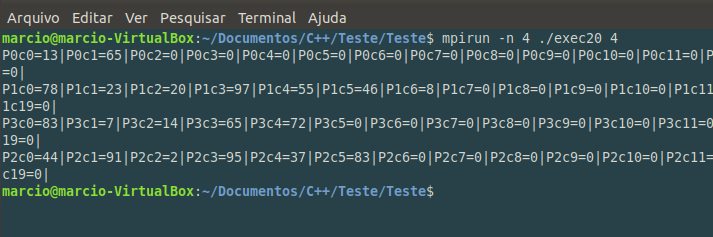 Arquivo Editar Ver Pesquisar Terminal Ajuda
marcio@marcio-VirtualBox:~/Documentos/C++/Teste/Teste$ mpirun -n 4 ./exec20 4
P0c0=13|P0c1=65|P0c2=0|P0c3=0|P0c4=0|P0c5=0|P0c6=0|P0c7=0|P0c8=0|P0c9=0|P0c10=0|P0c11=0|P
=0|
P1c0=78|P1c1=23|P1c2=20|P1c3=97|P1c4=55|P1c5=46|P1c6=8|P1c7=0|P1c8=0|P1c9=0|P1c10=0|P1c11
1c19=0|
P3c0=83|P3c1=7|P3c2=14|P3c3=65|P3c4=72|P3c5=0|P3c6=0|P3c7=0|P3c8=0|P3c9=0|P3c10=0|P3c11=0
19=0|
P2c0=44|P2c1=91|P2c2=2|P2c3=95|P2c4=37|P2c5=83|P2c6=0|P2c7=0|P2c8=0|P2c9=0|P2c10=0|P2c11=
c19=0|
marcio@marcio-VirtualBox:~/Documentos/C++/Teste/Teste$